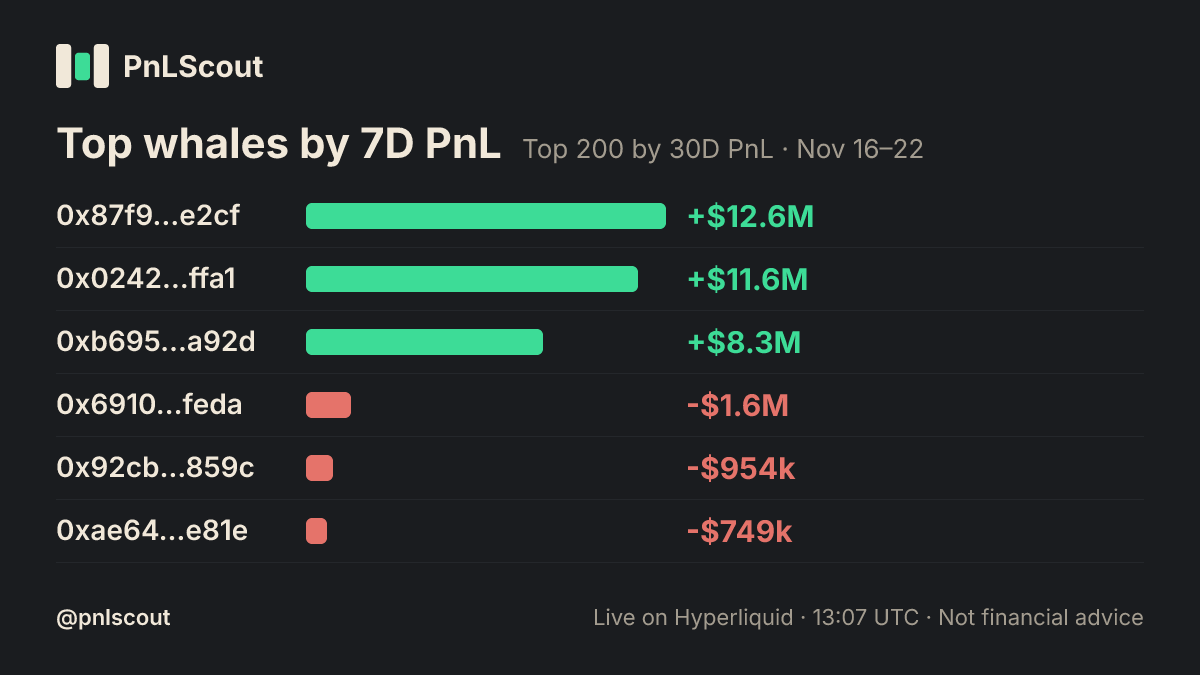 PnLScout
Top whales by 7D PnL Top 200 by 30D PnL · Nov 16–22
0x87f9...e2cf +$12.6M
0x0242...ffa1 +$11.6M
0xb695...a92d +$8.3M
0x6910...feda -$1.6M
0x92cb...859c -$954k
0xae64...e81e -$749k
@pnlscout Live on Hyperliquid · 13:07 UTC · Not financial advice